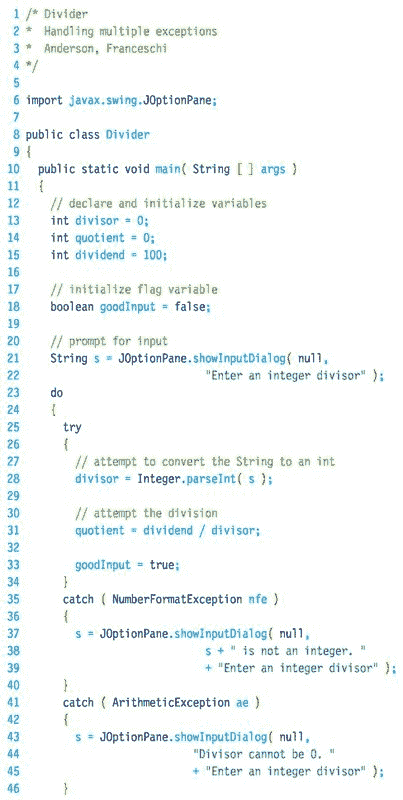 1 /* Divider
2 *  Handling multiple exceptions
3 *  Anderson, Franceschi
4 */
5
6 import javax.swing.JOptionPane;
7
8 public class Divider
9 {
10   public static void main( String [ ] args )
11   {
12     // declare and initialize variables
13     int divisor = 0;
14     int quotient = 0;
15     int dividend = 100;
16
17     // initialize flag variable
18     boolean goodInput = false;
19
20     // prompt for input
21     String s = JOptionPane.showInputDialog( null,
22                              "Enter an integer divisor" );
23     do
24     {
25       try
26       {
27         // attempt to convert the String to an int
28         divisor = Integer.parseInt( s );
29
30         // attempt the division
31         quotient = dividend / divisor;
32
33         goodInput = true;
34       }
35       catch ( NumberFormatException nfe )
36       {
37         s = JOptionPane.showInputDialog( null,
38                              s + " is not an integer. "
39                              + "Enter an integer divisor" );
40       }
41       catch ( ArithmeticException ae )
42       {
43         s = JOptionPane.showInputDialog( null,
44                            "Divisor cannot be 0. "
45                            + "Enter an integer divisor" );
46       }